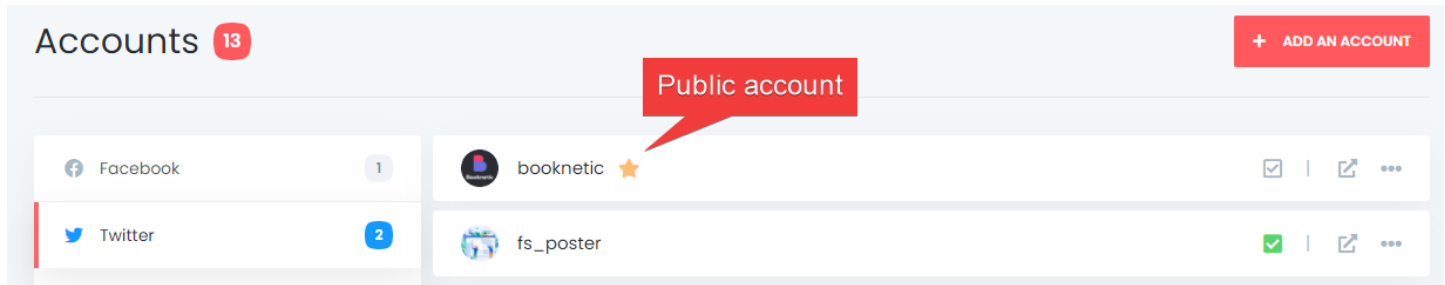 Accounts 13
+ ADD AN ACCOUNT
Public account
Facebook 1
booknetic
Twitter 2
fs_poster